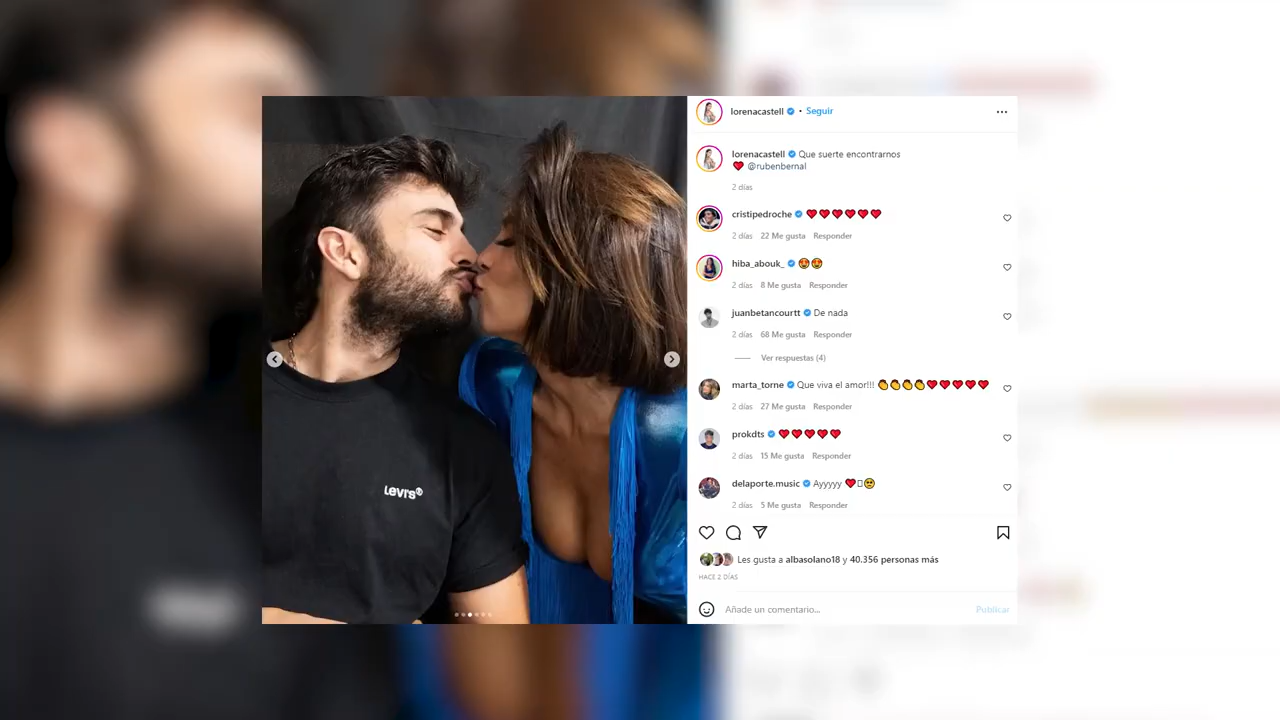 lorenacastell • Seguir
lorenacastell Que suerte encontrarnos
❤️ @rubenbernal
2 días
cristipedroche ❤️❤️❤️❤️❤️❤️
2 días 22 Me gusta Responder
hiba_abouk_ 😍😍
2 días 8 Me gusta Responder
juanbetancourtt De nada
2 días 68 Me gusta Responder
Ver respuestas (4)
marta_torne Que viva el amor!!! 👏👏👏👏❤️❤️❤️❤️❤️
2 días 27 Me gusta Responder
prokdts ❤️❤️❤️❤️❤️
2 días 15 Me gusta Responder
Levi's®
delaporte.music Ayyyyy ❤️🥺
2 días 5 Me gusta Responder
Les gusta a albasolano18 y 40.356 personas más
HACE 2 DÍAS
Añade un comentario... Publicar